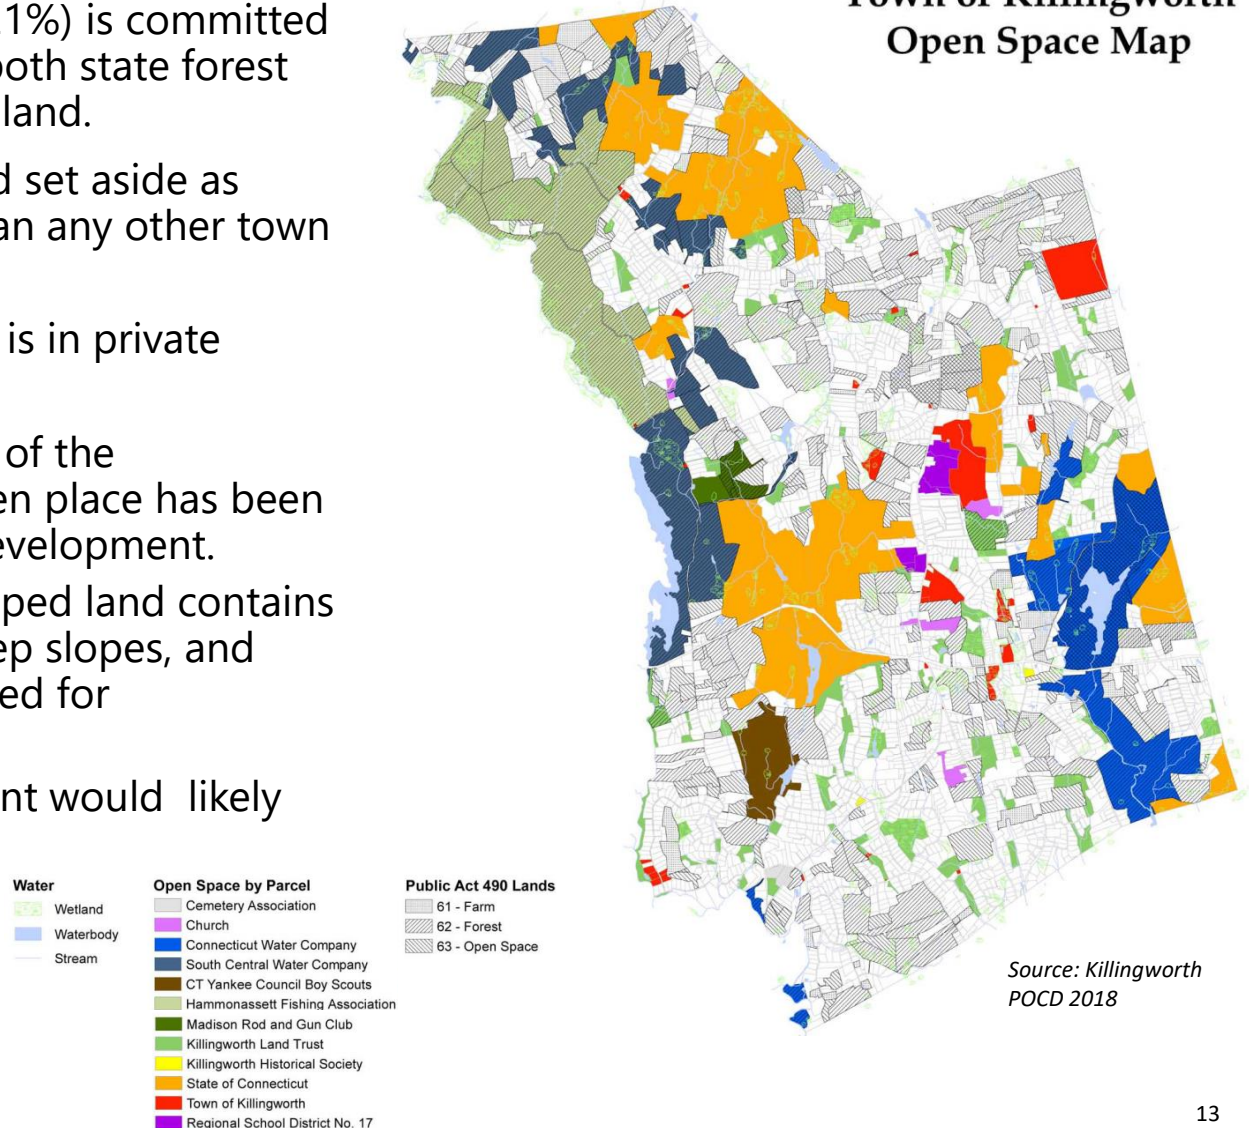 Town of Killingworth
Open Space Map
.1%) is committed
both state forest
land.
d set aside as
an any other town
is in private
of the
en place has been
evelopment.
ped land contains
ep slopes, and
ed for
nt would likely
Water
Wetland
Waterbody
Stream
Open Space by Parcel
Cemetery Association
Church
Connecticut Water Company
South Central Water Company
CT Yankee Council Boy Scouts
Hammonassett Fishing Association
Madison Rod and Gun Club
Killingworth Land Trust
Killingworth Historical Society
State of Connecticut
Town of Killingworth
Regional School District No. 17
Public Act 490 Lands
61 - Farm
62 - Forest
63 - Open Space
Source: Killingworth
POCD 2018
13